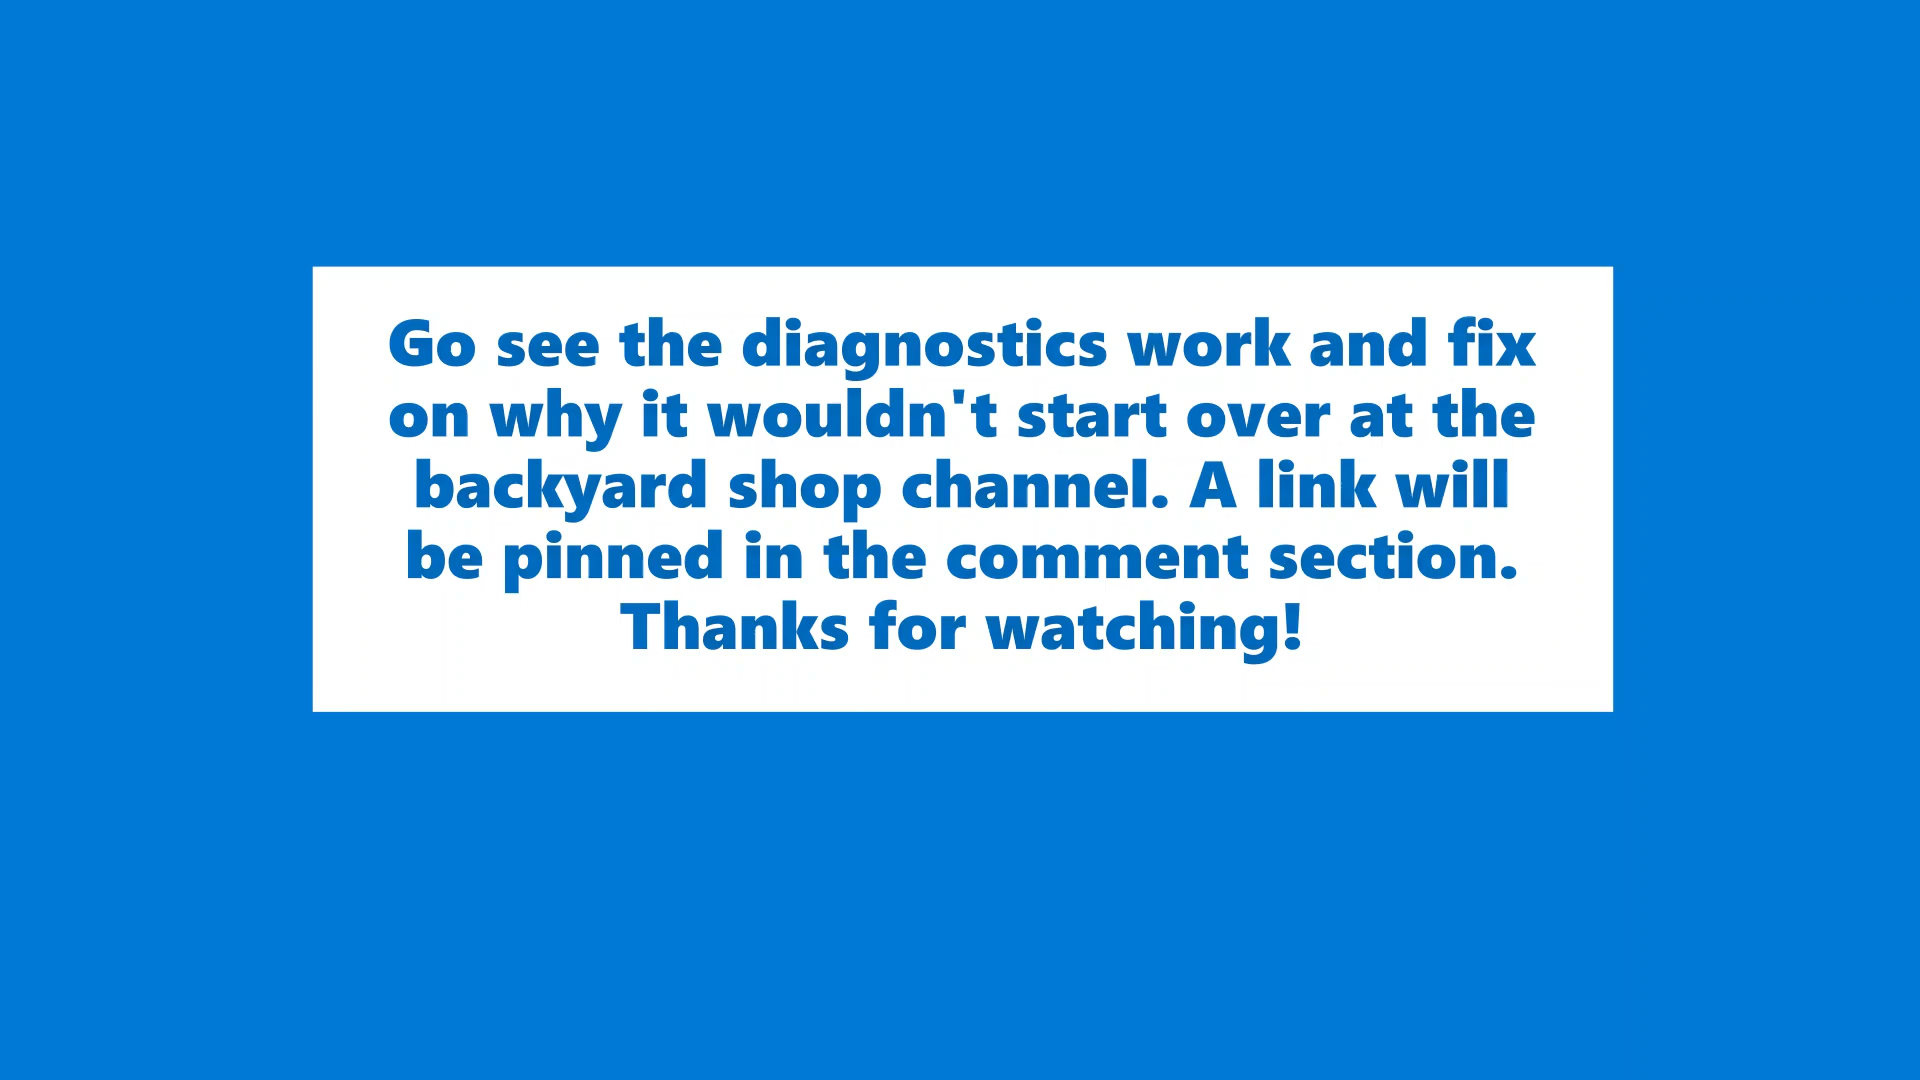 Go see the diagnostics work and fix
on why it wouldn't start over at the
backyard shop channel. A link will
be pinned in the comment section.
Thanks for watching!